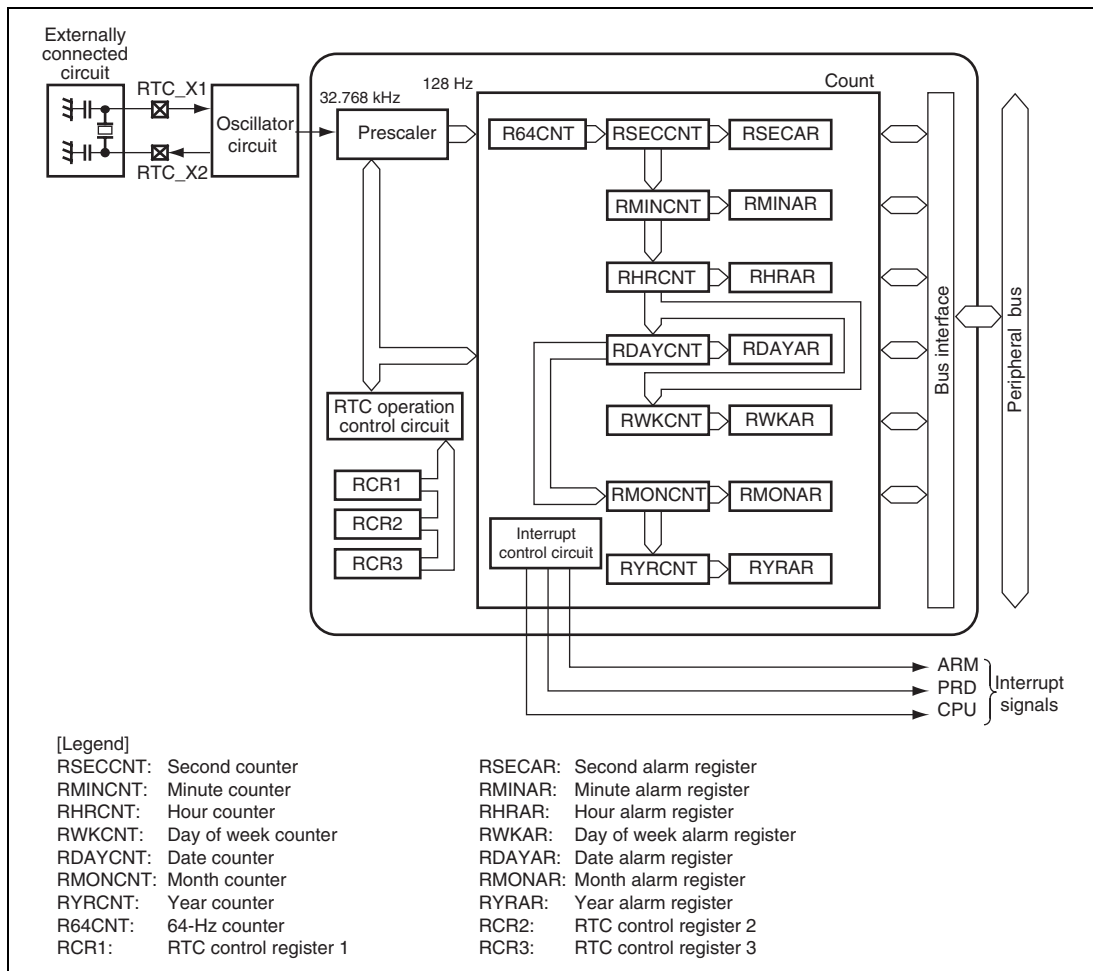 Externally
connected
circuit
RTC_X1
RTC_X2
Oscillator
circuit
32.768 kHz
128 Hz
Prescaler
Count
R64CNT
RSECCNT
RSECAR
RMINCNT
RMINAR
RHRCNT
RHRAR
RDAYCNT
RDAYAR
RWKCNT
RWKAR
RMONCNT
RMONAR
RYRCNT
RYRAR
RTC operation
control circuit
RCR1
RCR2
RCR3
Interrupt
control circuit
Bus interface
Peripheral bus
ARM
PRD
CPU
Interrupt
signals
[Legend]
RSECCNT: Second counter
RMINCNT: Minute counter
RHRCNT: Hour counter
RWKCNT: Day of week counter
RDAYCNT: Date counter
RMONCNT: Month counter
RYRCNT: Year counter
R64CNT: 64-Hz counter
RCR1: RTC control register 1
RSECAR: Second alarm register
RMINAR: Minute alarm register
RHRAR: Hour alarm register
RWKAR: Day of week alarm register
RDAYAR: Date alarm register
RMONAR: Month alarm register
RYRAR: Year alarm register
RCR2: RTC control register 2
RCR3: RTC control register 3